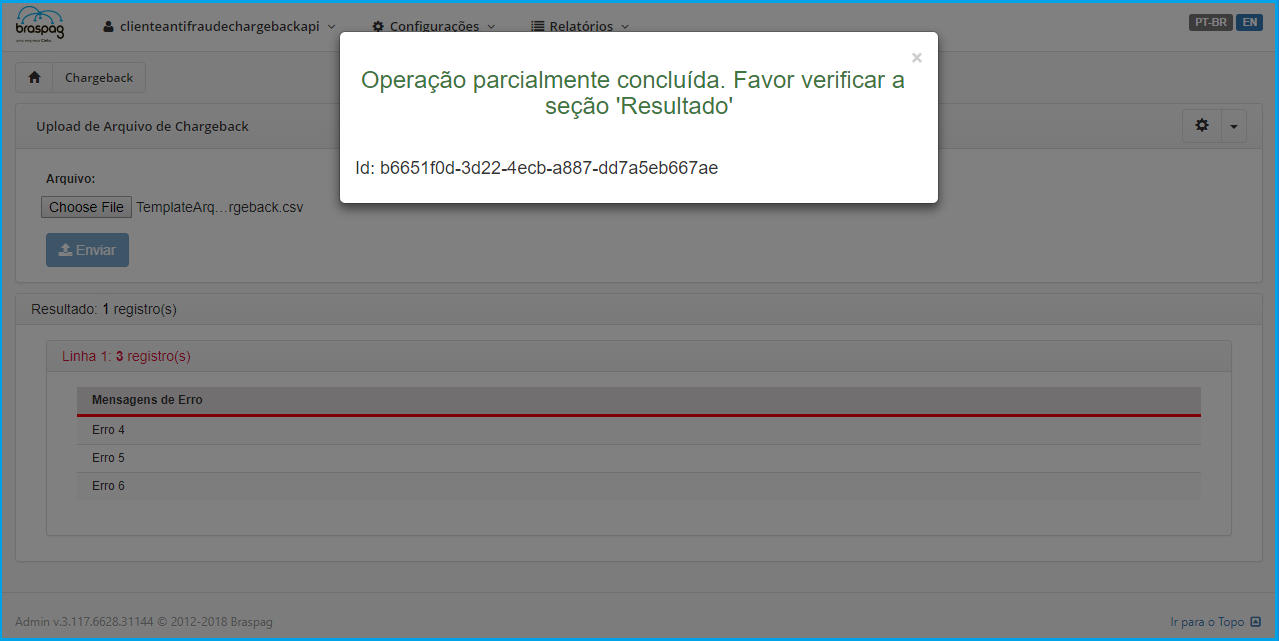 braspag
uma empresa Cielo
clienteantifraudechargebackapi
Configurações
Relatórios
PT-BR
EN
Chargeback
Operação parcialmente concluída. Favor verificar a
seção 'Resultado'
×
Id: b6651f0d-3d22-4ecb-a887-dd7a5eb667ae
Upload de Arquivo de Chargeback
Arquivo:
Choose File TemplateArq...rgeback.csv
Enviar
Resultado: 1 registro(s)
Linha 1: 3 registro(s)
Mensagens de Erro
Erro 4
Erro 5
Erro 6
Admin v.3.117.6628.31144 © 2012-2018 Braspag
Ir para o Topo